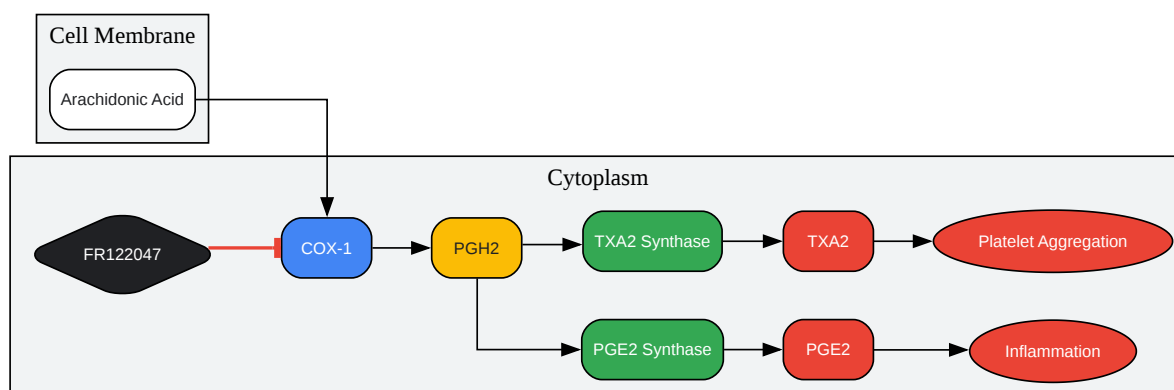 Cell Membrane
Arachidonic Acid
Cytoplasm
FR122047
COX-1
PGH2
TXA2 Synthase
TXA2
Platelet Aggregation
PGE2 Synthase
PGE2
Inflammation